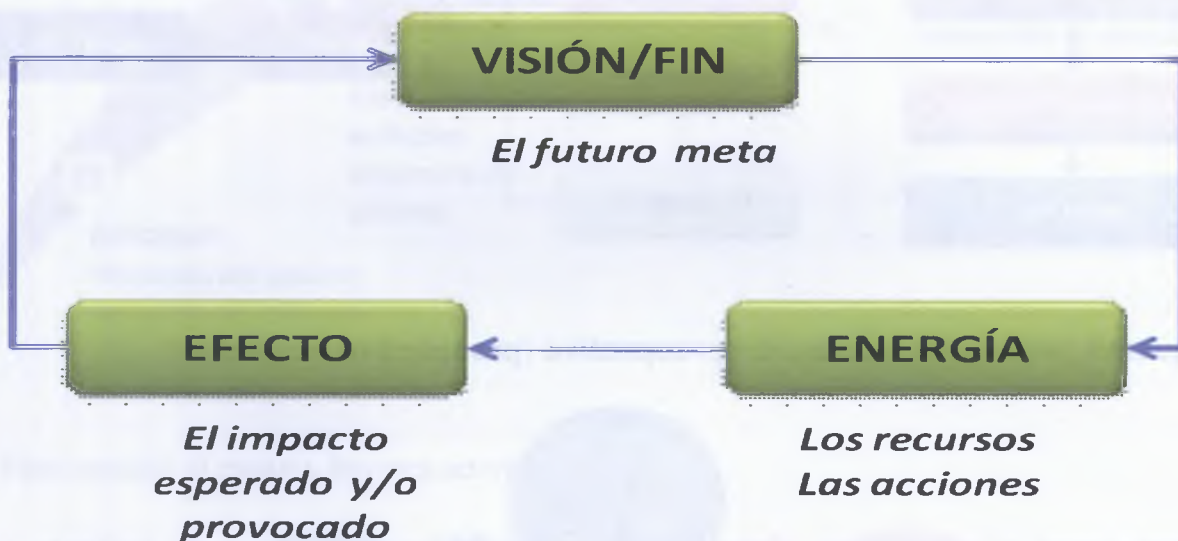 VISIÓN/FIN
El futuro meta
EFECTO
ENERGÍA
El impacto
esperado y/o
provocado
Los recursos
Las acciones